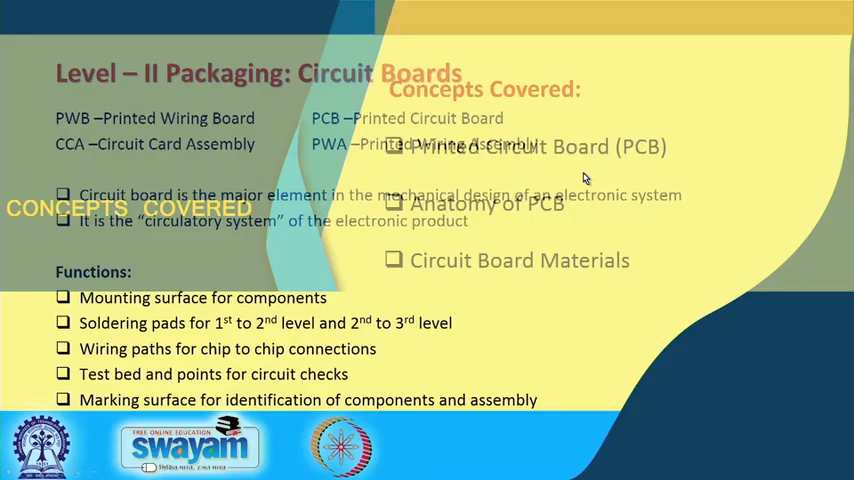 Level – II Packaging: Circuit Boards
Concepts Covered:
PWB –Printed Wiring Board
PCB –Printed Circuit Board
CCA –Circuit Card Assembly
PWA –Printed Wiring Assembly
❑ Printed Circuit Board (PCB)
❑ Circuit board is the major element in the mechanical design of an electronic system
CONCEPTS COVERED
❑ Anatomy of PCB
❑ It is the “circulatory system” of the electronic product
❑ Circuit Board Materials
Functions:
❑ Mounting surface for components
❑ Soldering pads for 1st to 2nd level and 2nd to 3rd level
❑ Wiring paths for chip to chip connections
❑ Test bed and points for circuit checks
❑ Marking surface for identification of components and assembly
FREE ONLINE EDUCATION
swayam